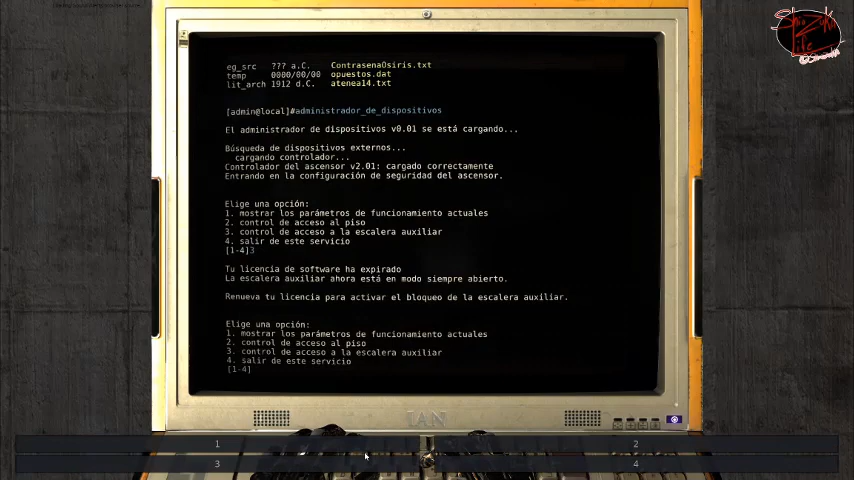 Shio Zukii
Life
eg_src ??? a.C. ContrasenaOsiris.txt
temp 0000/00/00 opuestos.dat
lit_arch 1912 d.C. atenea14.txt
[admin@local]#administrador_de_dispositivos
El administrador de dispositivos v0.01 se está cargando...
Búsqueda de dispositivos externos...
cargando controlador...
Controlador del ascensor v2.01: cargado correctamente
Entrando en la configuración de seguridad del ascensor.
Elige una opción:
1. mostrar los parámetros de funcionamiento actuales
2. control de acceso al piso
3. control de acceso a la escalera auxiliar
4. salir de este servicio
[1-4]3
Tu licencia de software ha expirado
La escalera auxiliar ahora está en modo siempre abierto.
Renueva tu licencia para activar el bloqueo de la escalera auxiliar.
Elige una opción:
1. mostrar los parámetros de funcionamiento actuales
2. control de acceso al piso
3. control de acceso a la escalera auxiliar
4. salir de este servicio
[1-4]
IAN
1
2
3
4